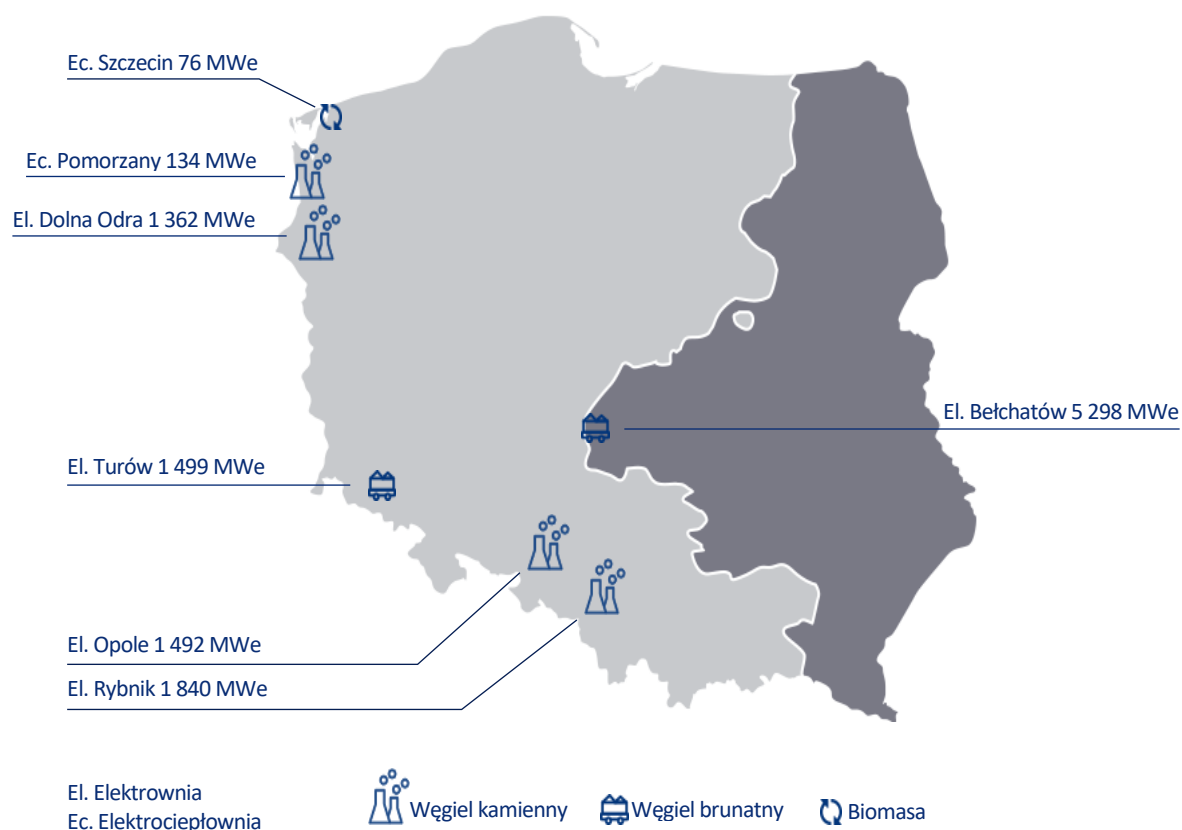 Ec. Szczecin 76 MWe
Ec. Pomorzany 134 MWe
El. Dolna Odra 1 362 MWe
El. Bełchatów 5 298 MWe
El. Turów 1 499 MWe
El. Opole 1 492 MWe
El. Rybnik 1 840 MWe
El. Elektrownia
Ec. Elektrociepłownia
Węgiel kamienny
Węgiel brunatny
Biomasa